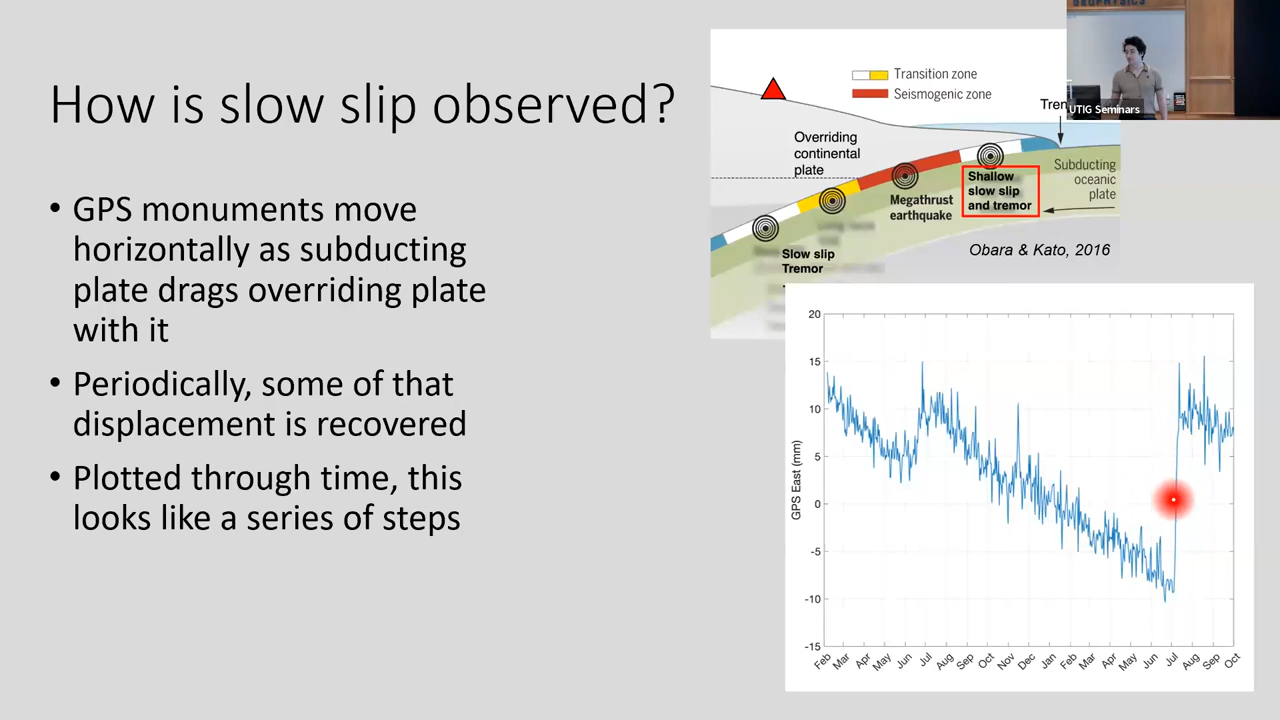 How is slow slip observed?
• GPS monuments move
horizontally as subducting
plate drags overriding plate
with it
• Periodically, some of that
displacement is recovered
• Plotted through time, this
looks like a series of steps
Transition zone
Seismogenic zone
Tren
Overriding
continental
plate
Subducting
oceanic
plate
Shallow
slow slip
and tremor
Megathrust
earthquake
Slow slip
Tremor
Obara & Kato, 2016
UTIG Seminars
GPS East (mm)
20
15
10
5
0
-5
-10
-15
Feb Mar Apr May Jun Jul Aug Sep Oct Nov Dec Jan Feb Mar Apr May Jun Jul Aug Sep Oct